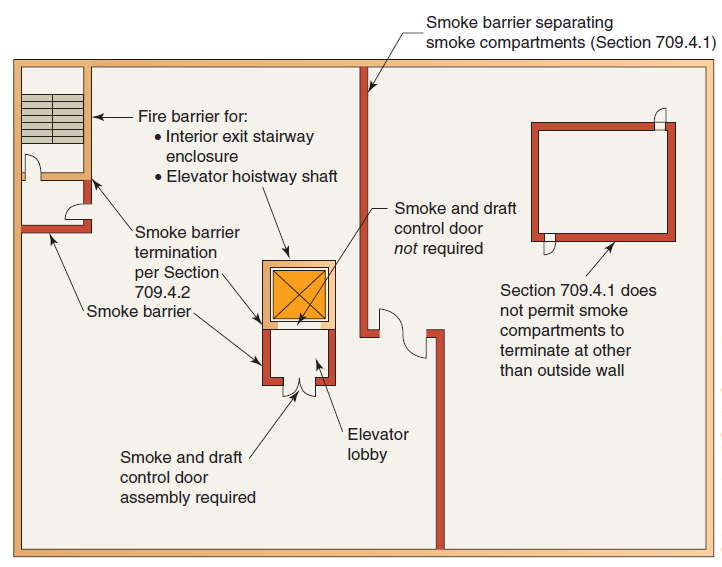 Smoke barrier separating
smoke compartments (Section 709.4.1)
Fire barrier for:
• Interior exit stairway
enclosure
• Elevator hoistway shaft
Smoke and draft
control door
not required
Smoke barrier
termination
per Section
709.4.2
Smoke barrier
Section 709.4.1 does
not permit smoke
compartments to
terminate at other
than outside wall
Elevator
lobby
Smoke and draft
control door
assembly required